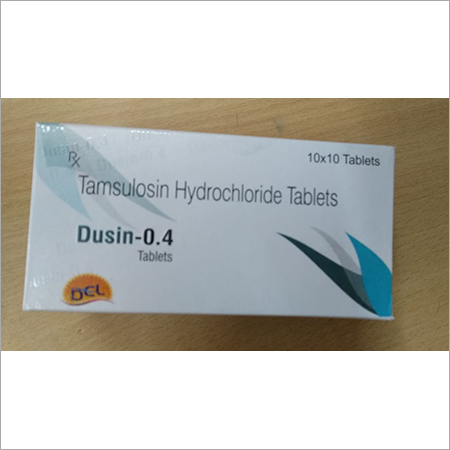 Rx
10x10 Tablets
Tamsulosin Hydrochloride Tablets
Dusin-0.4
Tablets
DCL